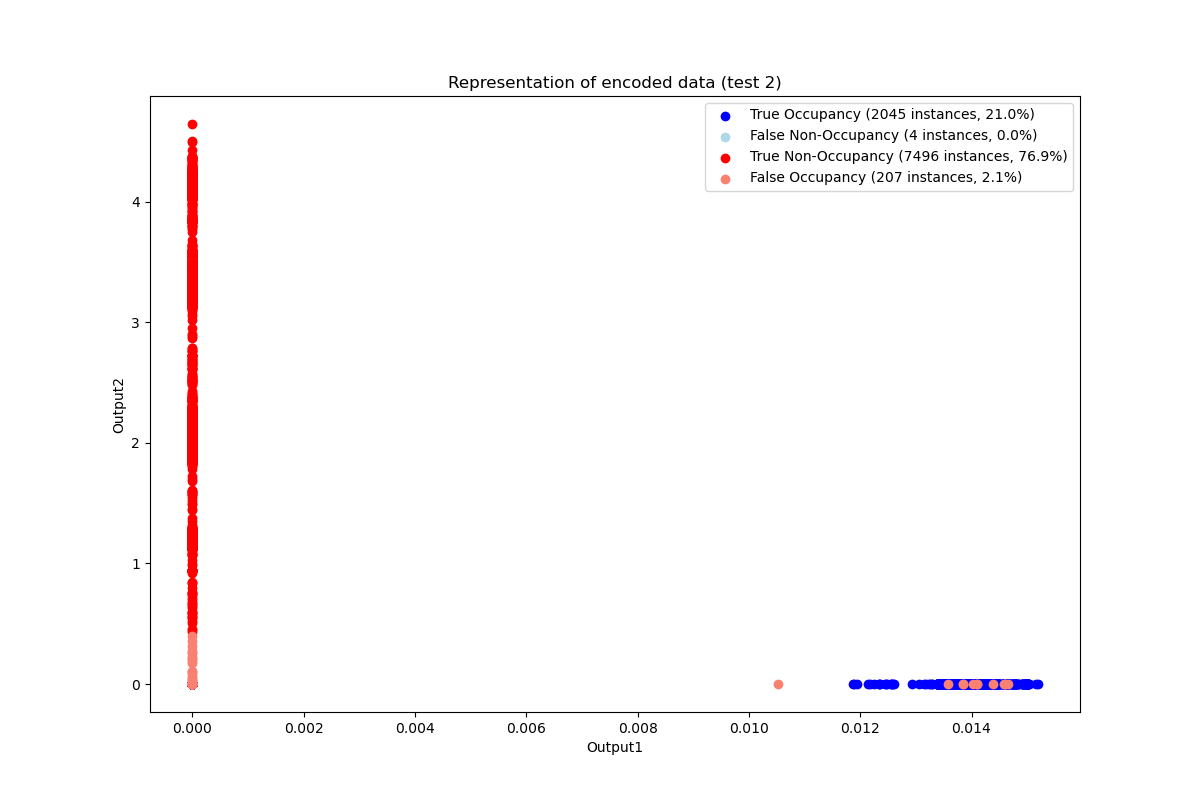 Representation of encoded data (test 2)
True Occupancy (2045 instances, 21.0%)
False Non-Occupancy (4 instances, 0.0%)
True Non-Occupancy (7496 instances, 76.9%)
False Occupancy (207 instances, 2.1%)
4
3
2
1
0
Output2
0.000
0.002
0.004
0.006
0.008
0.010
0.012
0.014
Output1